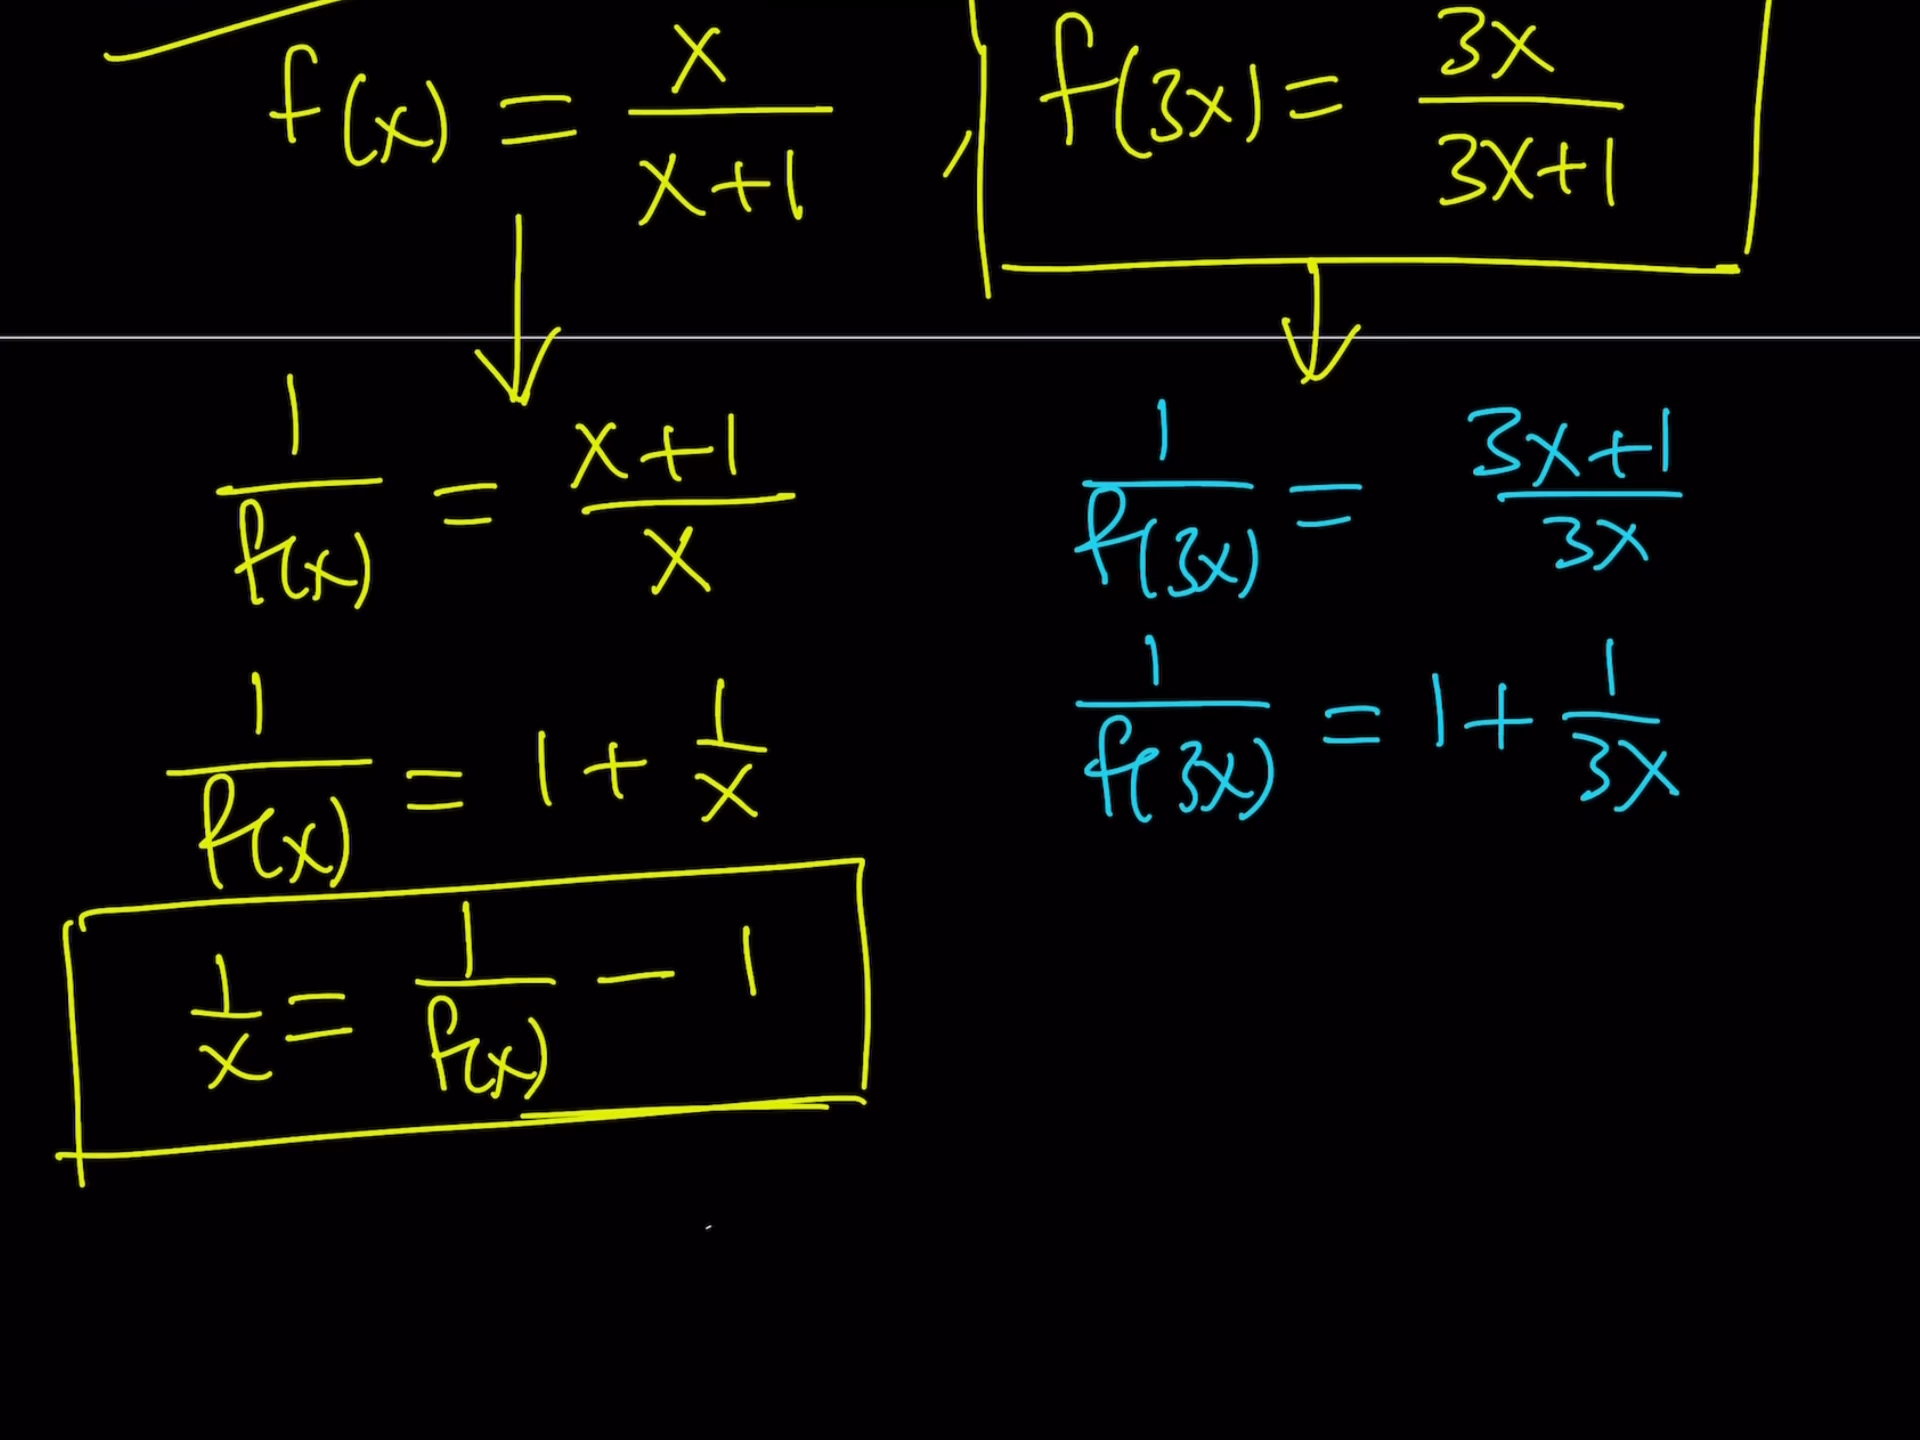 f(x) = x/(x+1) , f(3x) = 3x/(3x+1)
1/f(x) = (x+1)/x
1/f(x) = 1 + 1/x
1/x = 1/f(x) − 1
1/f(3x) = (3x+1)/3x
1/f(3x) = 1 + 1/3x